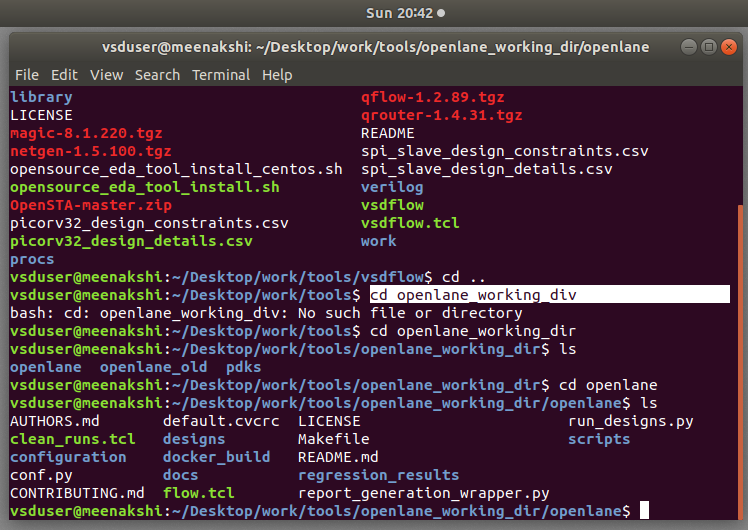 Sun 20:42
vsduser@meenakshi: ~/Desktop/work/tools/openlane_working_dir/openlane
File Edit View Search Terminal Help
library qflow-1.2.89.tgz
LICENSE qrouter-1.4.31.tgz
magic-8.1.220.tgz README
netgen-1.5.100.tgz spi_slave_design_constraints.csv
opensource_eda_tool_install_centos.sh spi_slave_design_details.csv
opensource_eda_tool_install.sh verilog
OpenSTA-master.zip vsdflow
picorv32_design_constraints.csv vsdflow.tcl
picorv32_design_details.csv work
procs
vsduser@meenakshi:~/Desktop/work/tools/vsdflow$ cd ..
vsduser@meenakshi:~/Desktop/work/tools$ cd openlane_working_div
bash: cd: openlane_working_div: No such file or directory
vsduser@meenakshi:~/Desktop/work/tools$ cd openlane_working_dir
vsduser@meenakshi:~/Desktop/work/tools/openlane_working_dir$ ls
openlane openlane_old pdks
vsduser@meenakshi:~/Desktop/work/tools/openlane_working_dir$ cd openlane
vsduser@meenakshi:~/Desktop/work/tools/openlane_working_dir/openlane$ ls
AUTHORS.md default.cvcrc LICENSE run_designs.py
clean_runs.tcl designs Makefile scripts
configuration docker_build README.md
conf.py docs regression_results
CONTRIBUTING.md flow.tcl report_generation_wrapper.py
vsduser@meenakshi:~/Desktop/work/tools/openlane_working_dir/openlane$